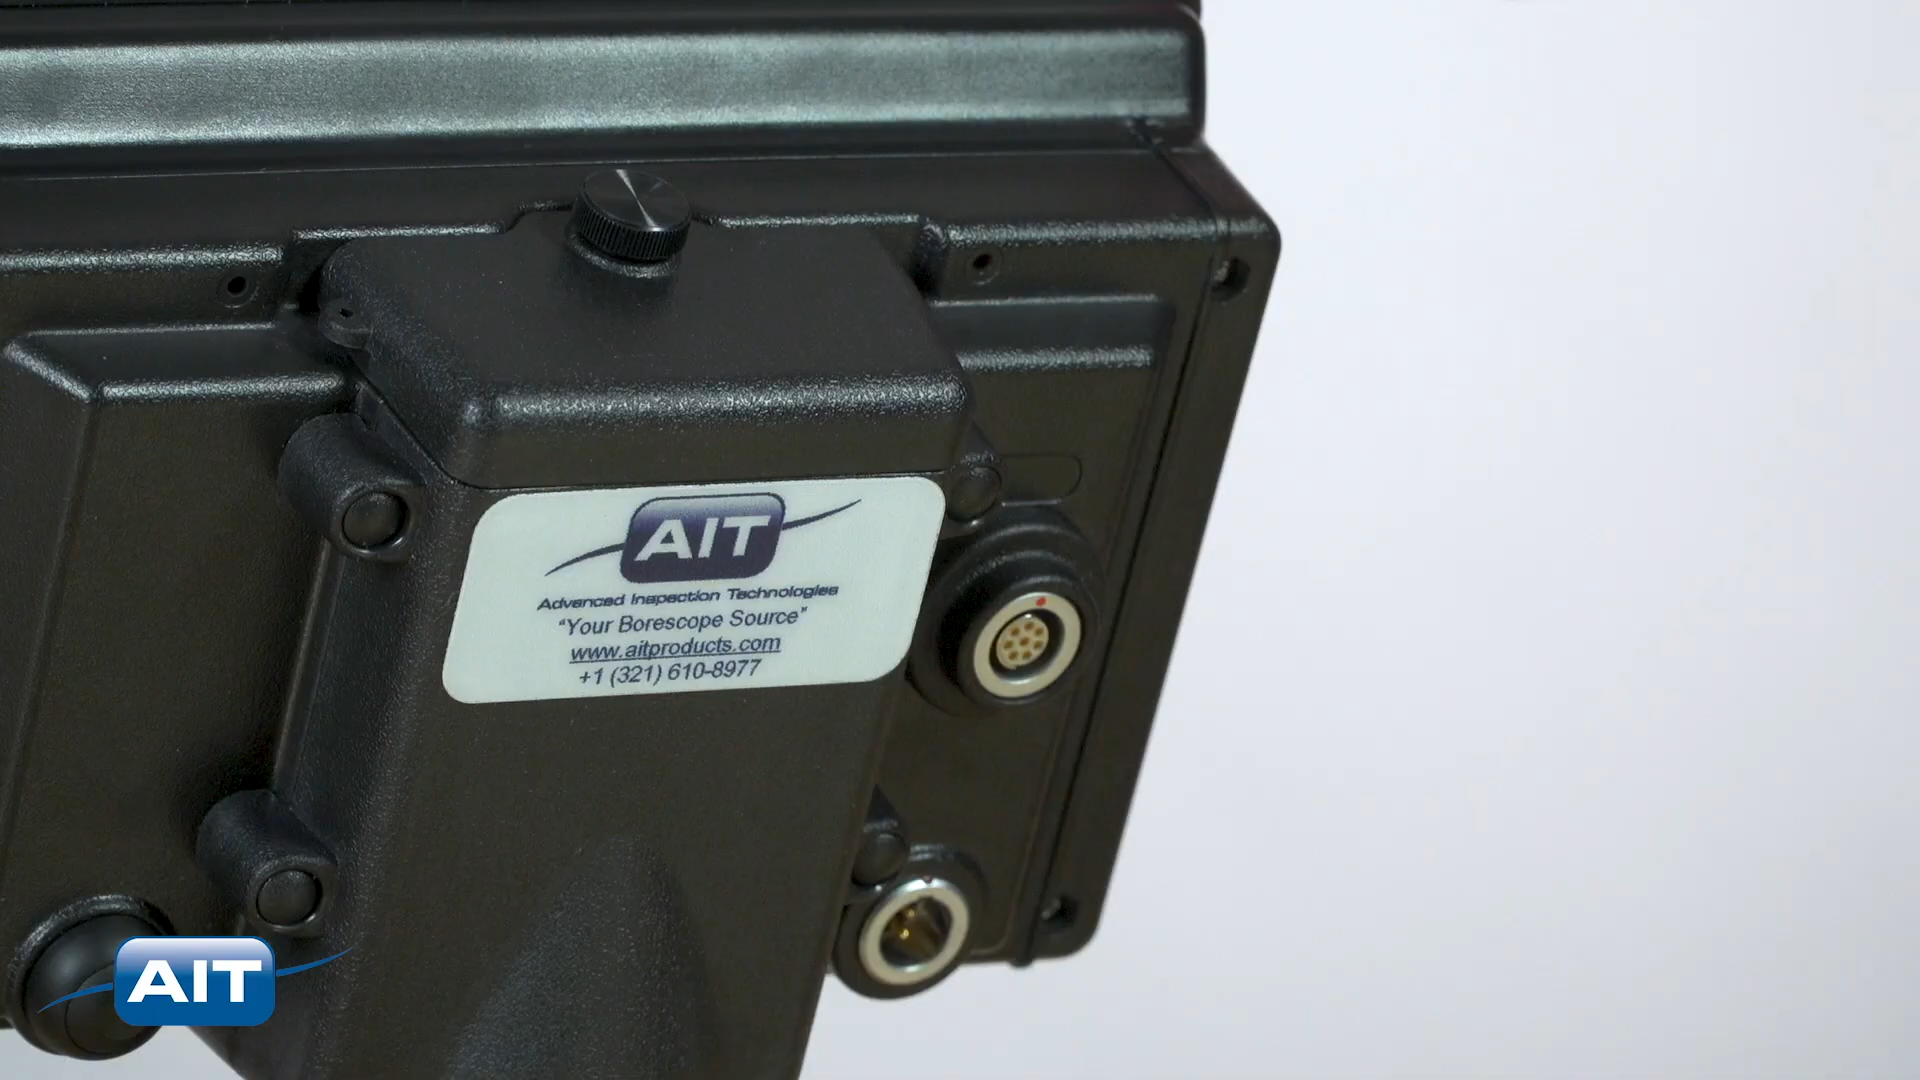 AIT
Advanced Inspection Technologies
"Your Borescope Source"
www.aitproducts.com
+1 (321) 610-8977
AIT